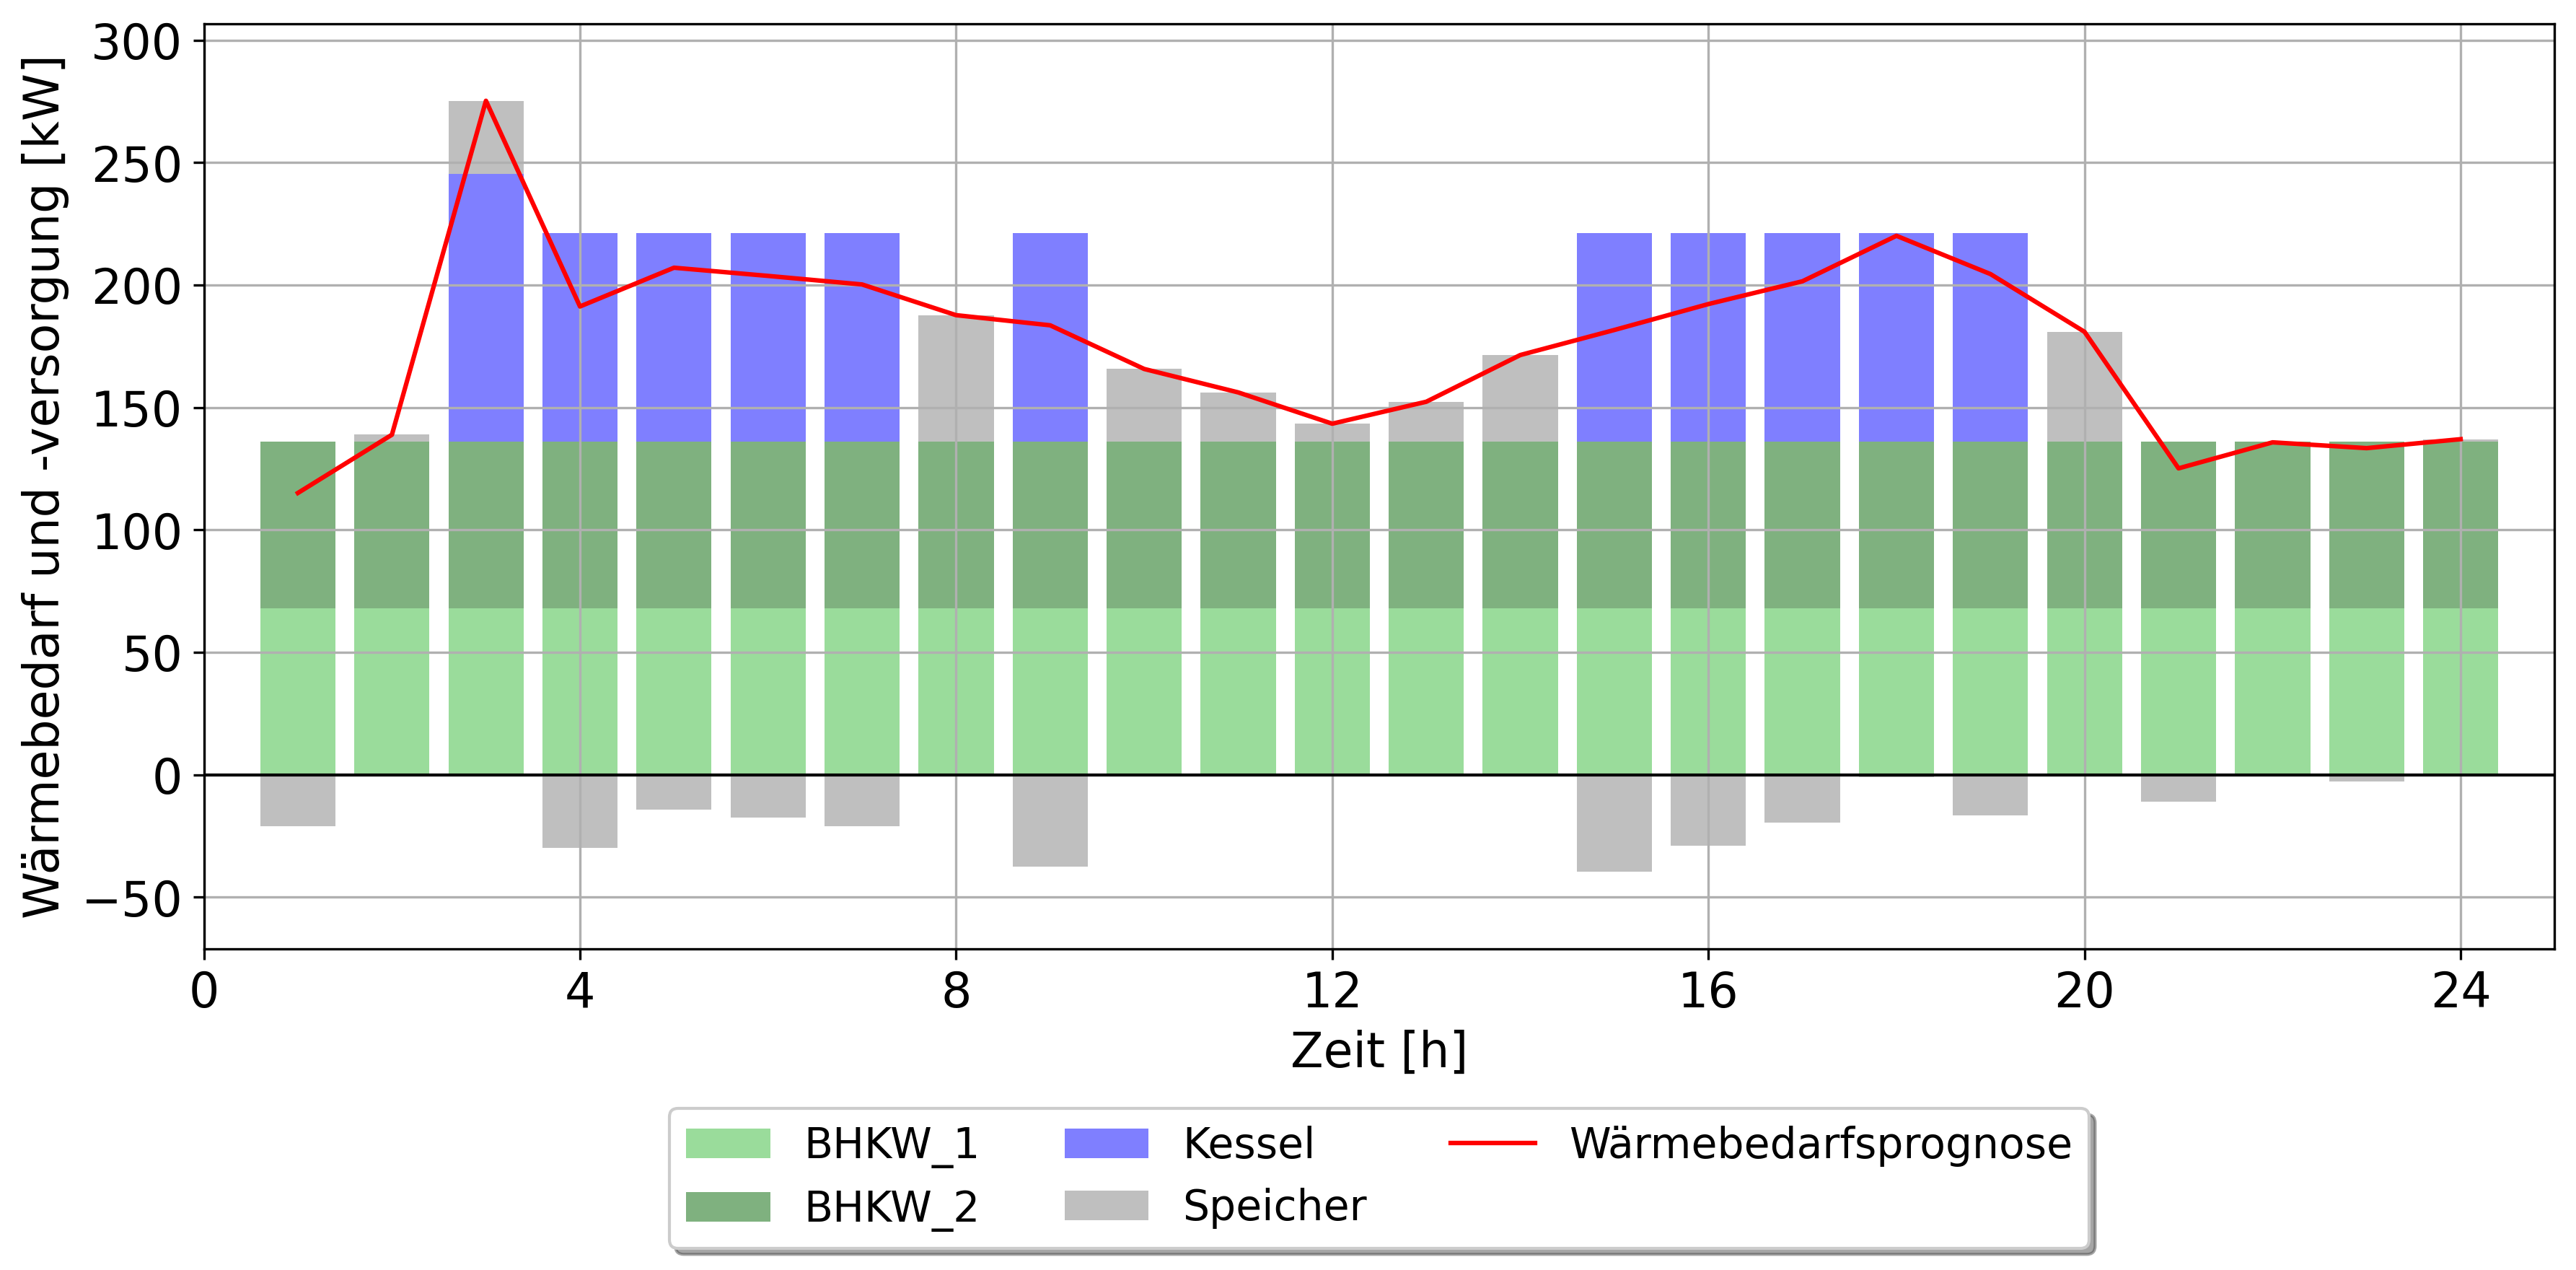 Wärmebedarf und -versorgung [kW]
300
250
200
150
100
50
0
−50
0 4 8 12 16 20 24
Zeit [h]
BHKW_1 Kessel Wärmebedarfsprognose
BHKW_2 Speicher